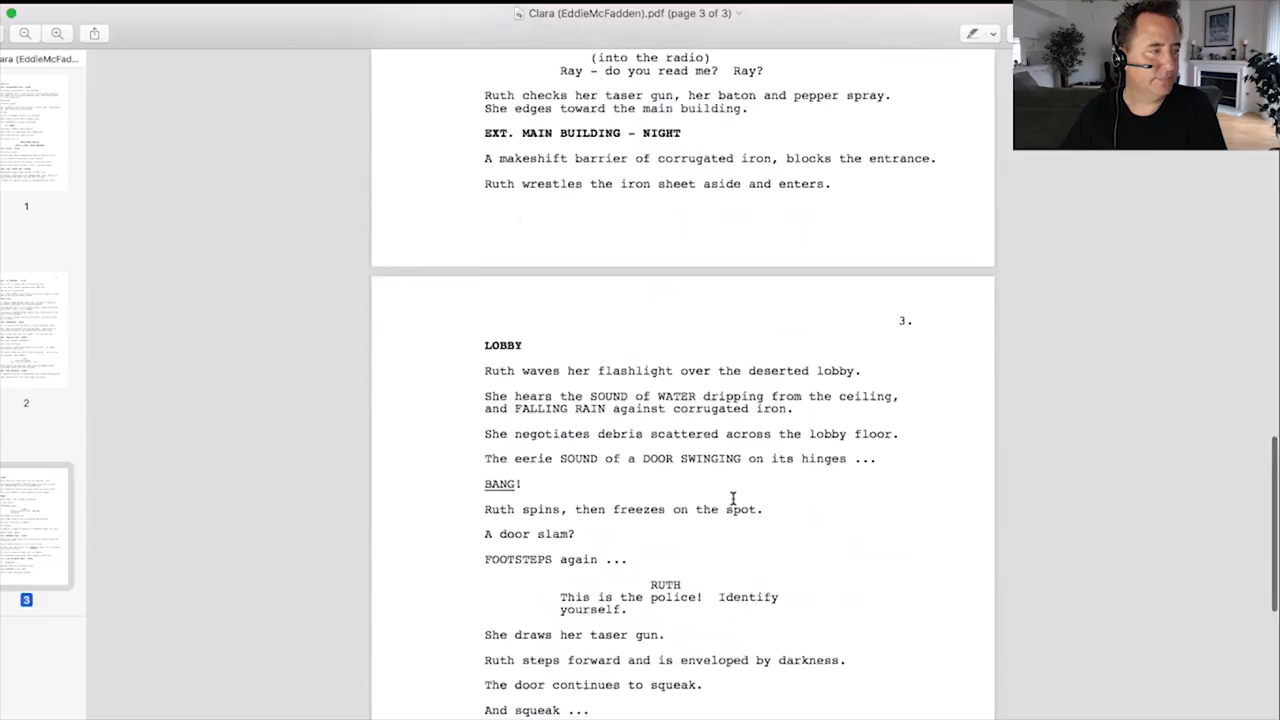 Clara (EddieMcFadden).pdf (page 3 of 3)
ara (EddieMcFad...
1
2
3
(into the radio)
Ray – do you read me? Ray?
checks her taser gun, her and pepper spray.
She edges toward the main building.
EXT. MAIN BUILDING – NIGHT
A makeshift barrier of corrugated iron, blocks the entrance.
Ruth wrestles the iron sheet aside and enters.
3.
LOBBY
Ruth waves her flashlight over the deserted lobby.
She hears the SOUND of WATER dripping from the ceiling,
and FALLING RAIN against corrugated iron.
She negotiates debris scattered across the lobby floor.
The eerie SOUND of a DOOR SWINGING on its hinges ...
BANG!
Ruth spins, then freezes on the spot.
A door slam?
FOOTSTEPS again ...
RUTH
This is the police! Identify
yourself.
She draws her taser gun.
Ruth steps forward and is enveloped by darkness.
The door continues to squeak.
And squeak ...